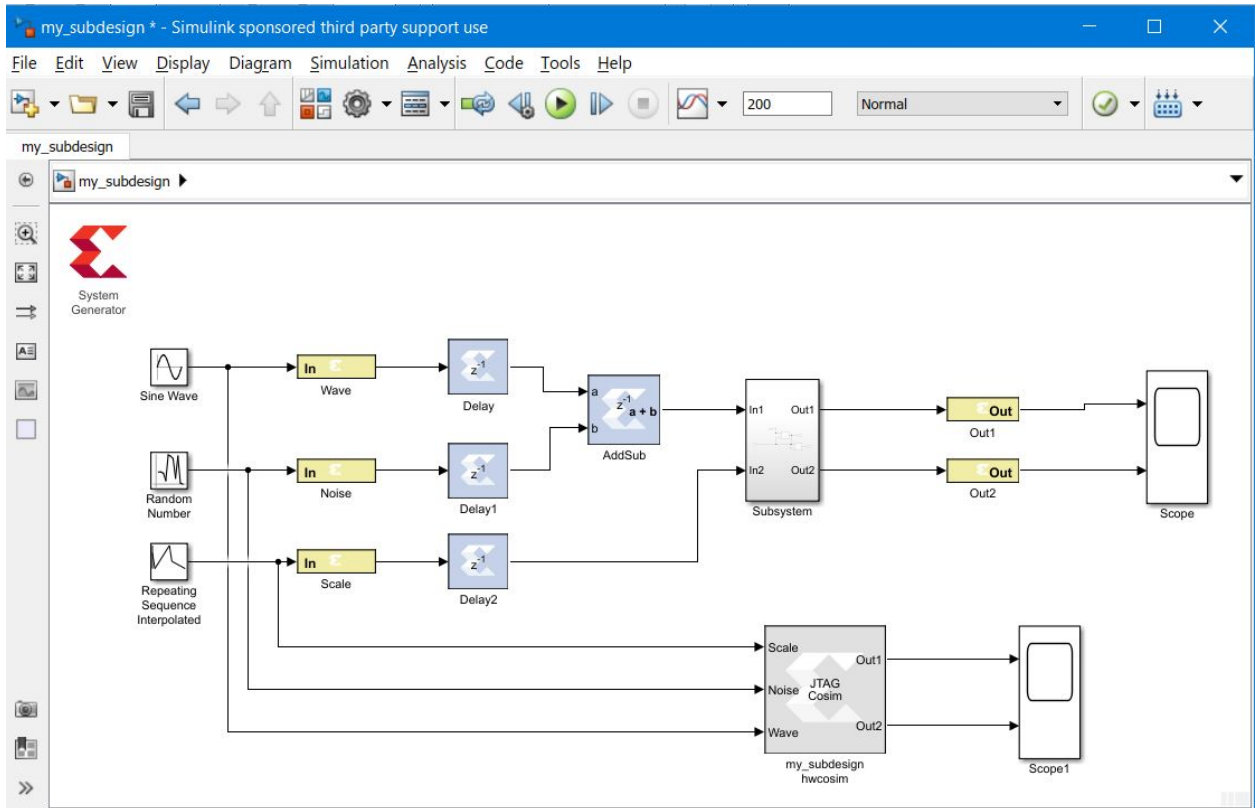 my_subdesign * - Simulink sponsored third party support use
File Edit View Display Diagram Simulation Analysis Code Tools Help
200
Normal
my_subdesign
my_subdesign
System
Generator
Sine Wave
In
Wave
z-1
Delay
a
b
z-1
a + b
AddSub
In1
Out1
In2
Out2
Subsystem
Out
Out1
Out
Out2
Scope
Random
Number
In
Noise
z-1
Delay1
Repeating
Sequence
Interpolated
In
Scale
z-1
Delay2
Scale
Noise
Wave
JTAG
Cosim
Out1
Out2
my_subdesign
hwcosim
Scope1